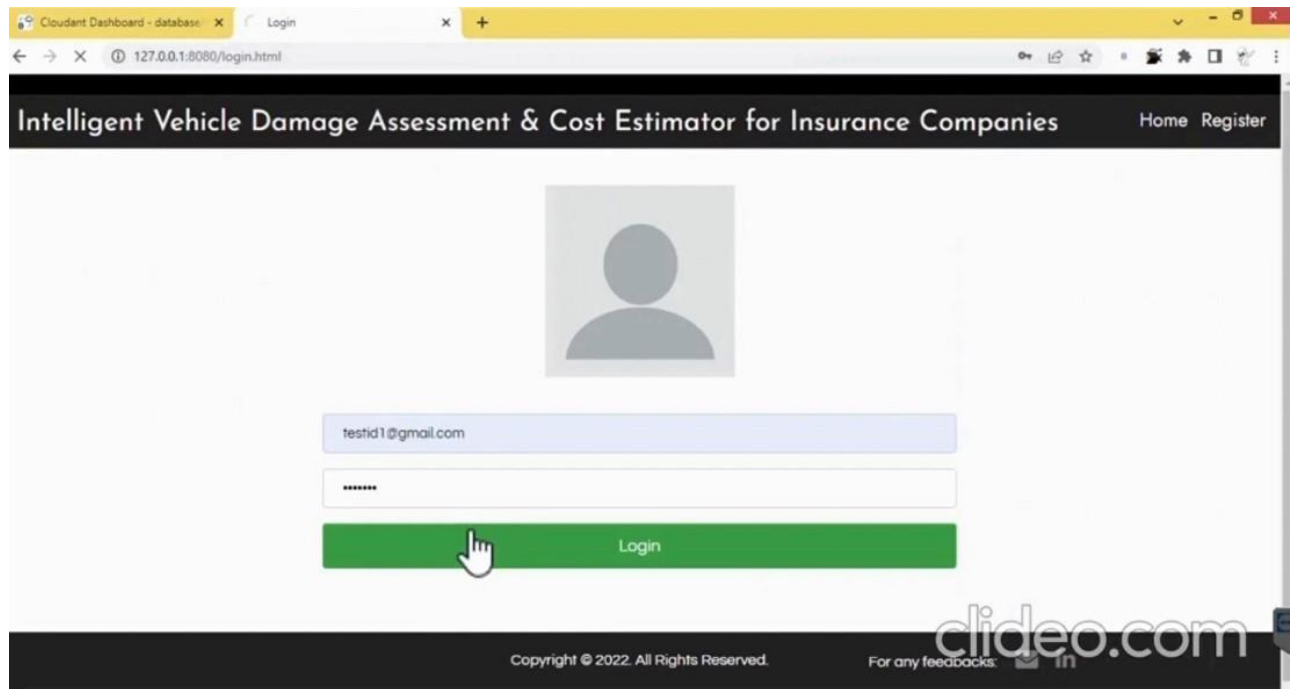 Cloudant Dashboard - database
Login
127.0.0.1:8080/login.html
Intelligent Vehicle Damage Assessment & Cost Estimator for Insurance Companies
Home Register
testid1@gmail.com
•••••••
Login
Copyright © 2022. All Rights Reserved.
For any feedbacks: in
clideo.com